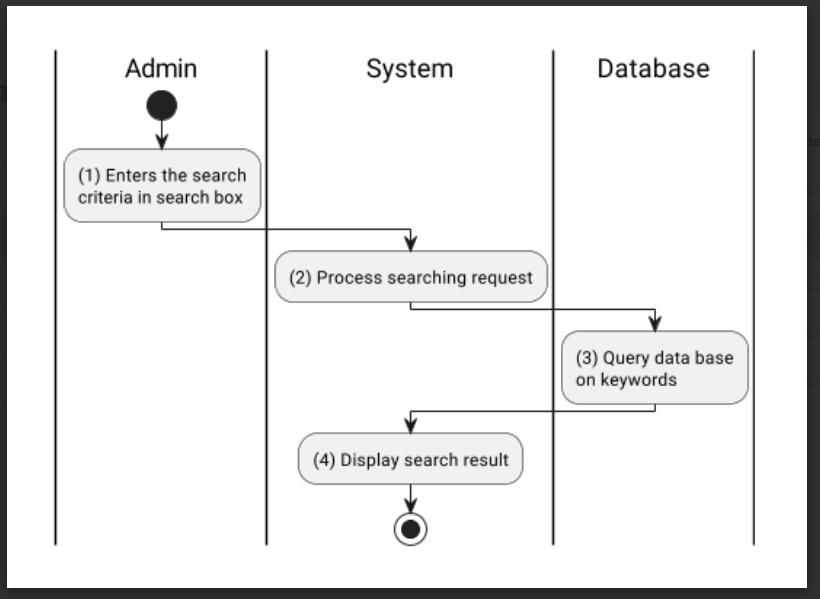 Admin
System
Database
(1) Enters the search
criteria in search box
(2) Process searching request
(3) Query data base
on keywords
(4) Display search result